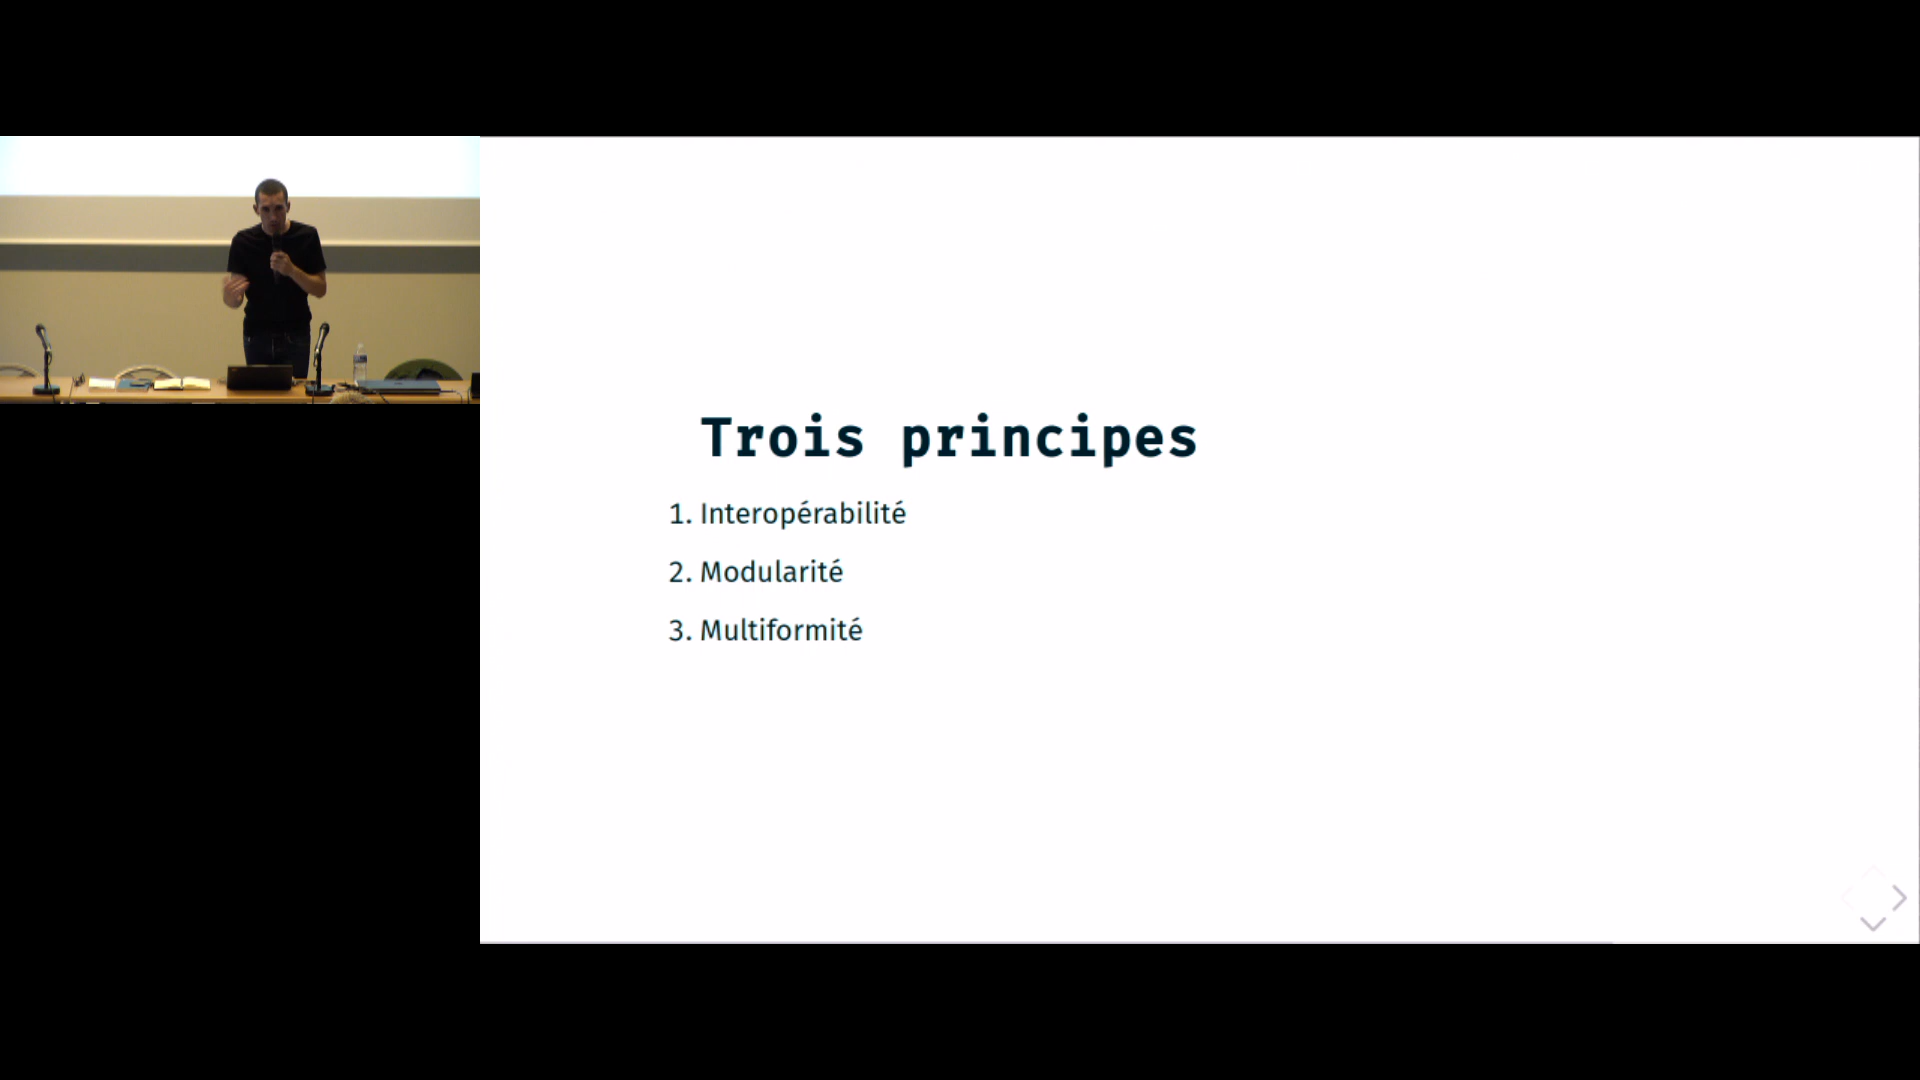 Trois principes
1. Interopérabilité
2. Modularité
3. Multiformité